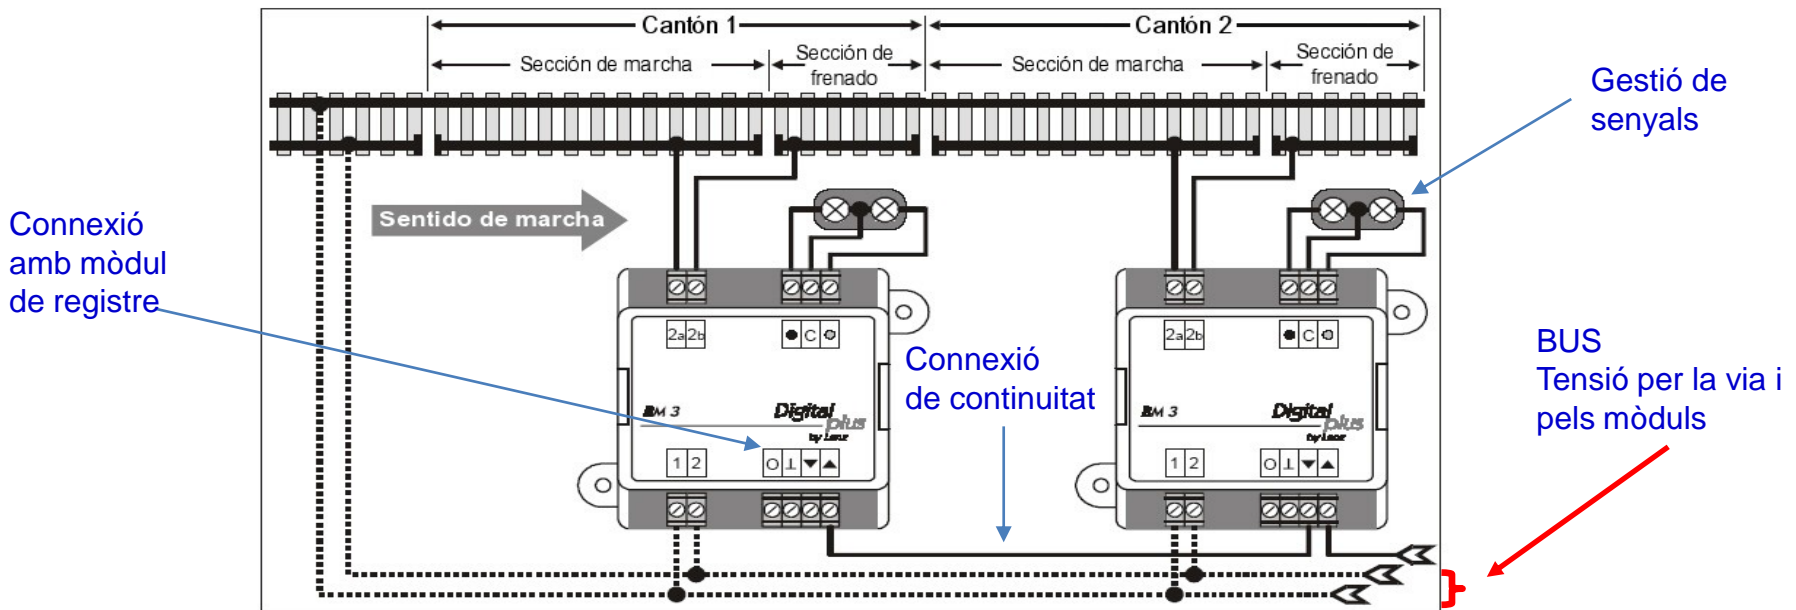 Cantón 1
Cantón 2
Sección de marcha
Sección de
frenado
Sección de marcha
Sección de
frenado
Gestió de
senyals
Sentido de marcha
Connexió
amb mòdul
de registre
2a 2b
C
2a 2b
C
Connexió
de continuitat
BUS
Tensió per la via i
pels mòduls
BM 3
Digital
plus
by Lenz
BM 3
Digital
plus
by Lenz
1 2
O ⊥ ▼ ▲
1 2
O ⊥ ▼ ▲